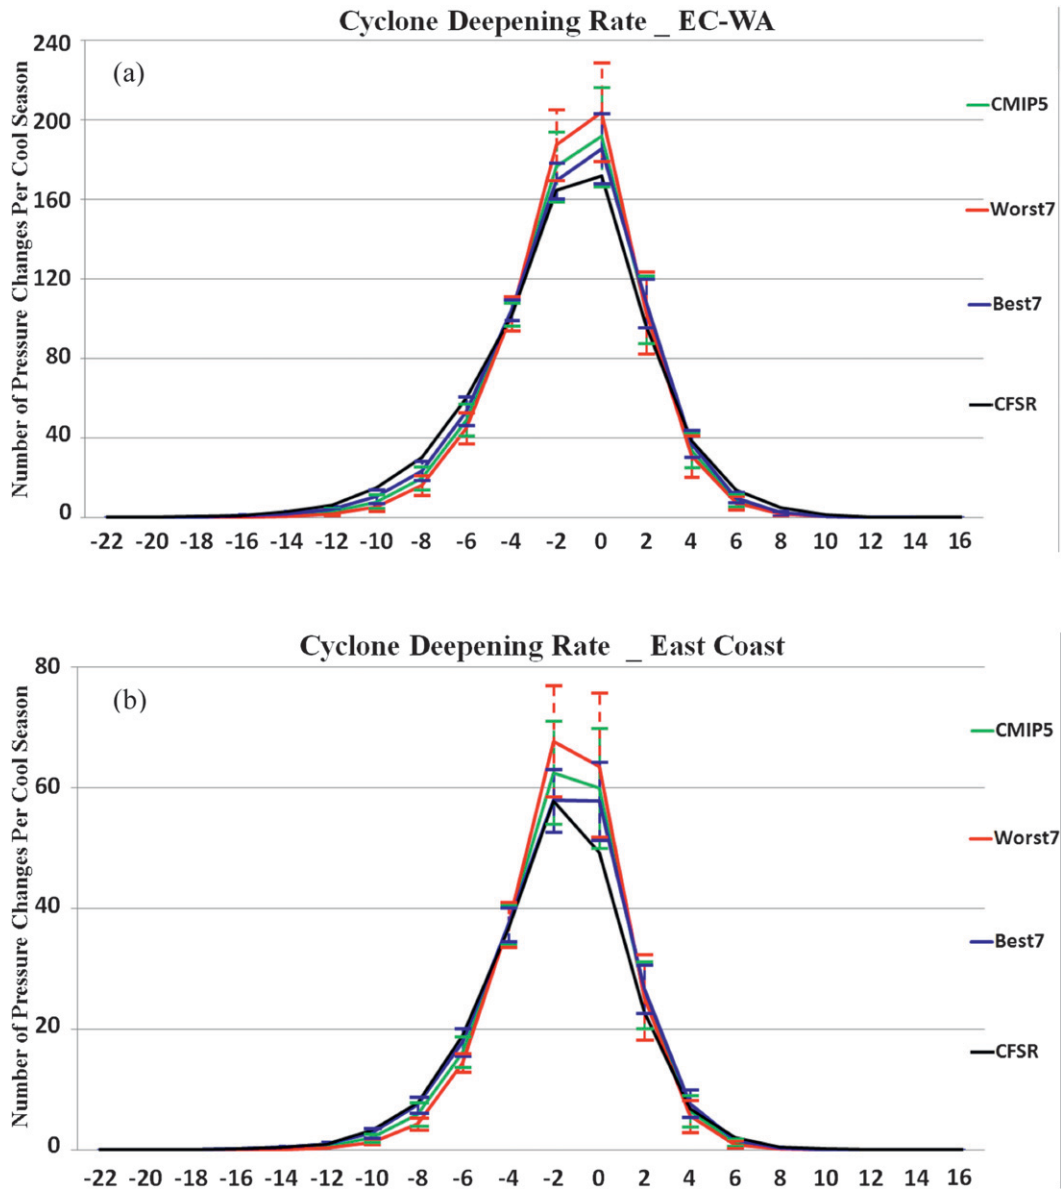 Cyclone Deepening Rate _ EC-WA
(a)
Number of Pressure Changes Per Cool Season
240
200
160
120
80
40
0
-22 -20 -18 -16 -14 -12 -10 -8 -6 -4 -2 0 2 4 6 8 10 12 14 16
CMIP5
Worst7
Best7
CFSR
Cyclone Deepening Rate _ East Coast
(b)
Number of Pressure Changes Per Cool Season
80
60
40
20
0
-22 -20 -18 -16 -14 -12 -10 -8 -6 -4 -2 0 2 4 6 8 10 12 14 16
CMIP5
Worst7
Best7
CFSR